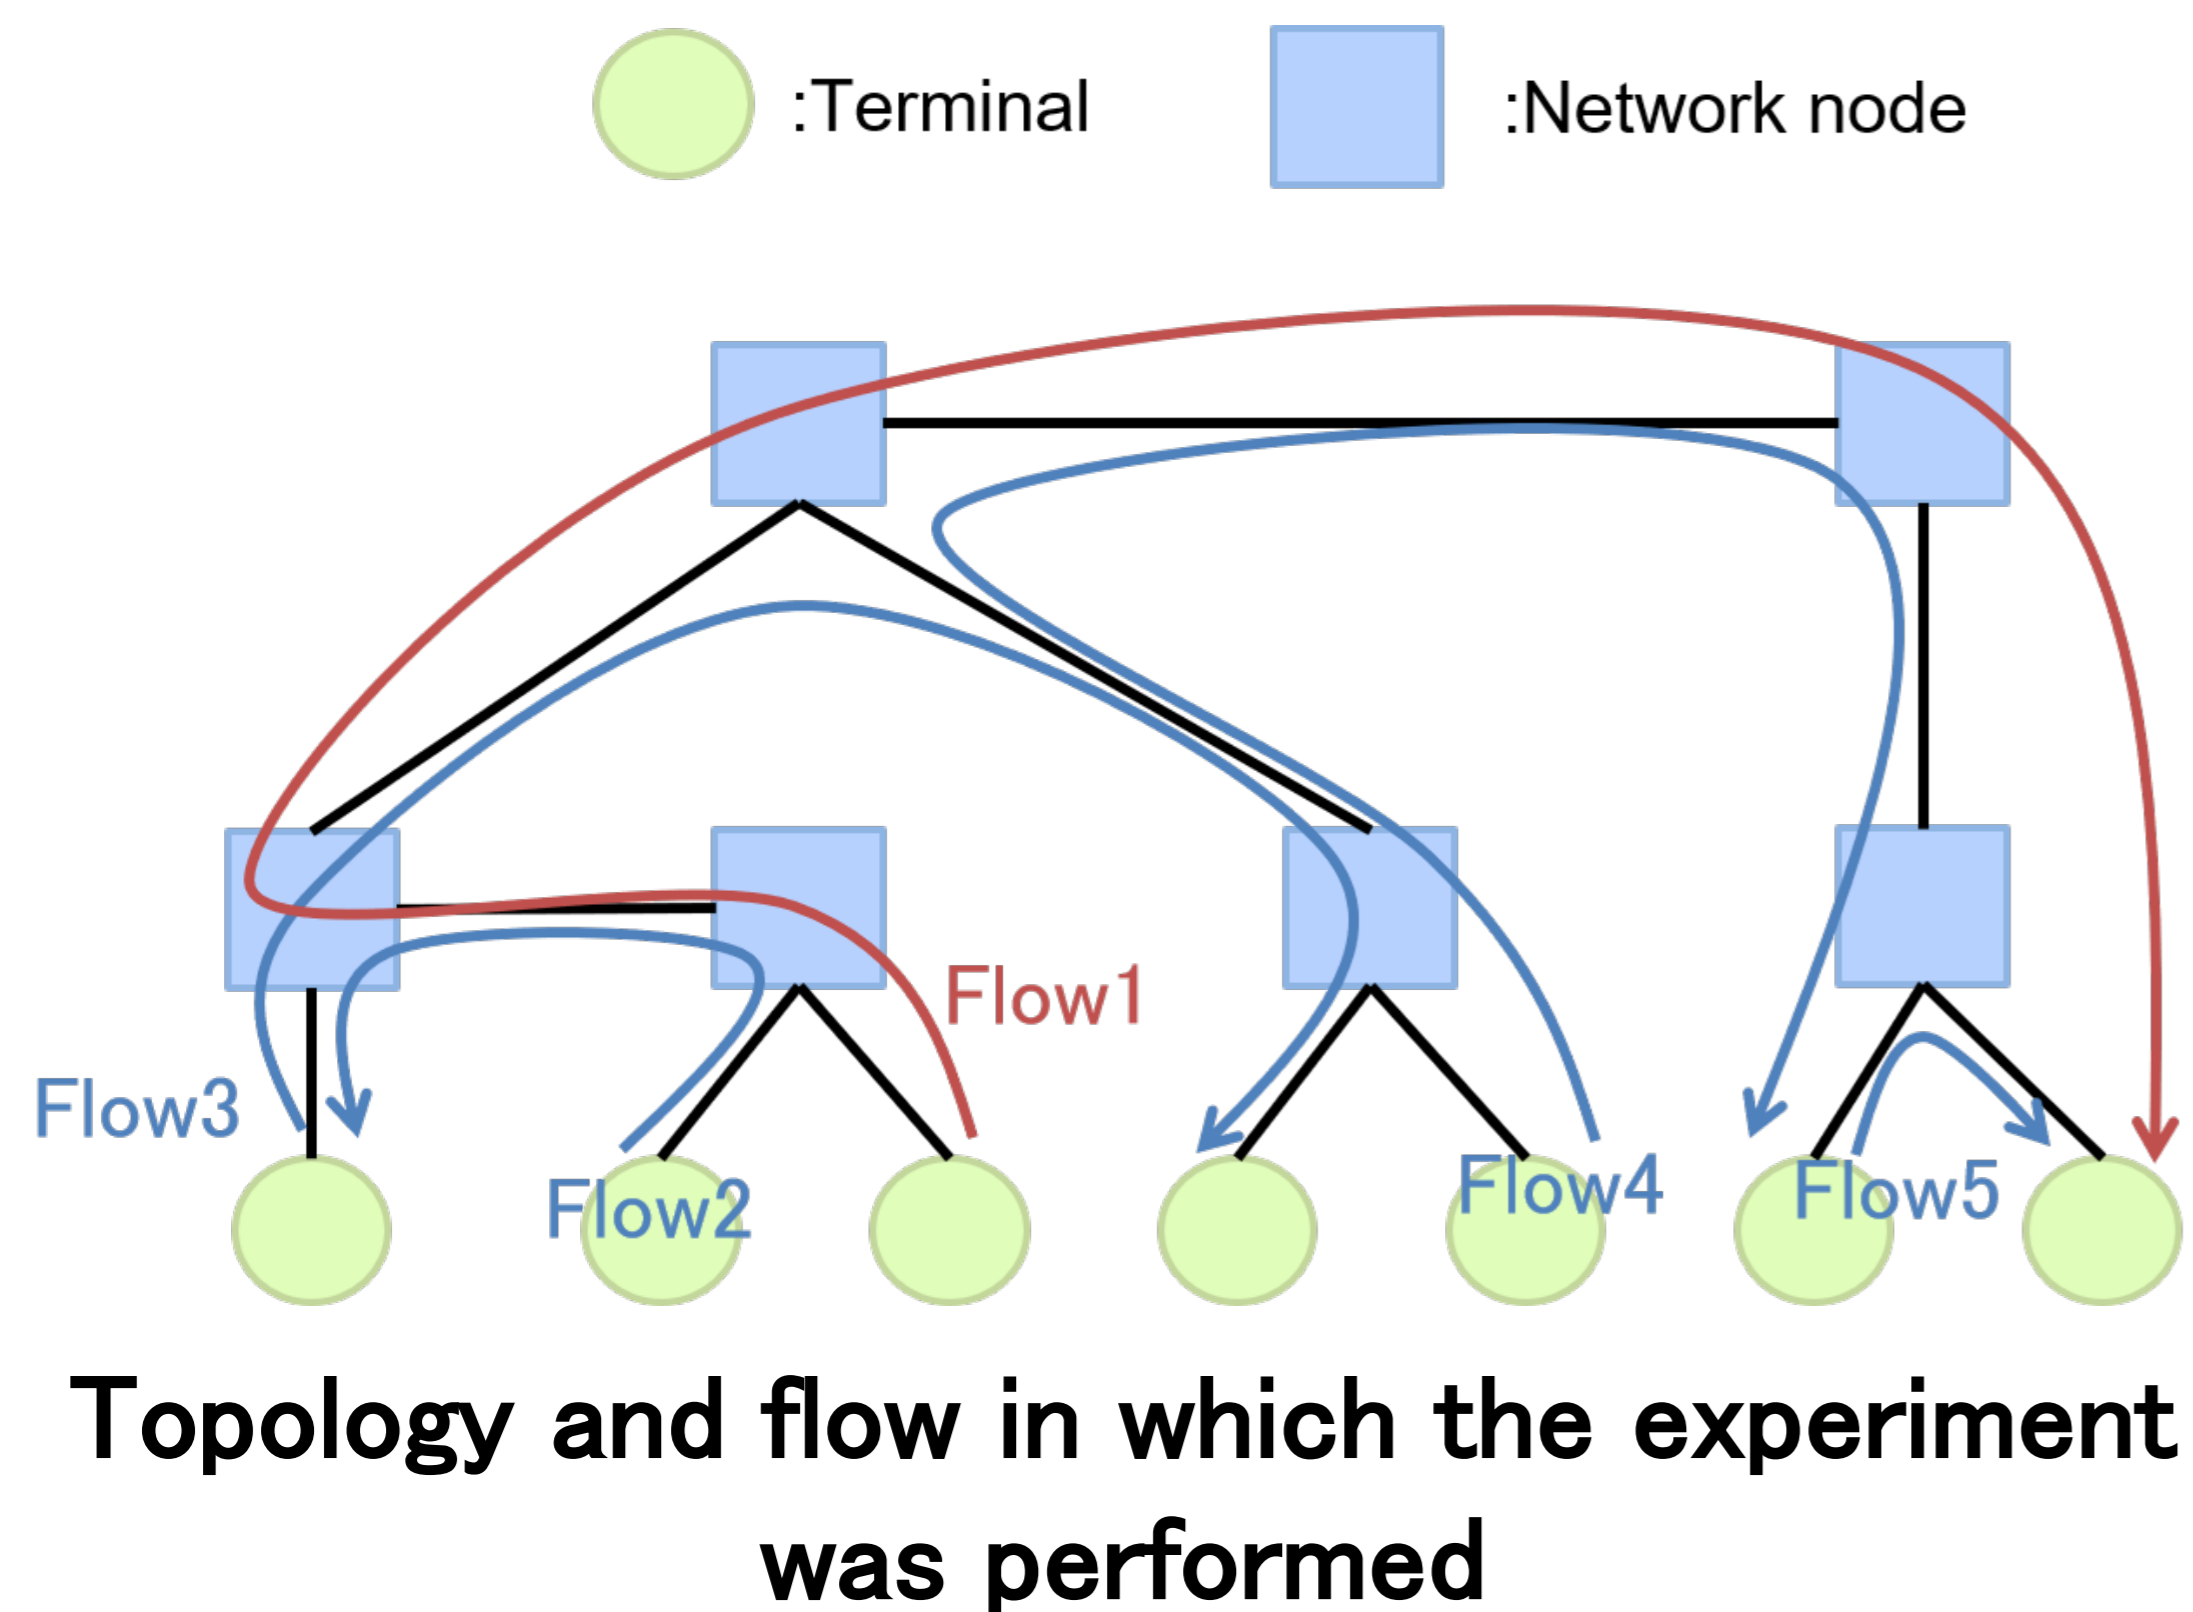 :Terminal
:Network node
Flow1
Flow3
Flow2
Flow4
Flow5
Topology and flow in which the experiment
was performed